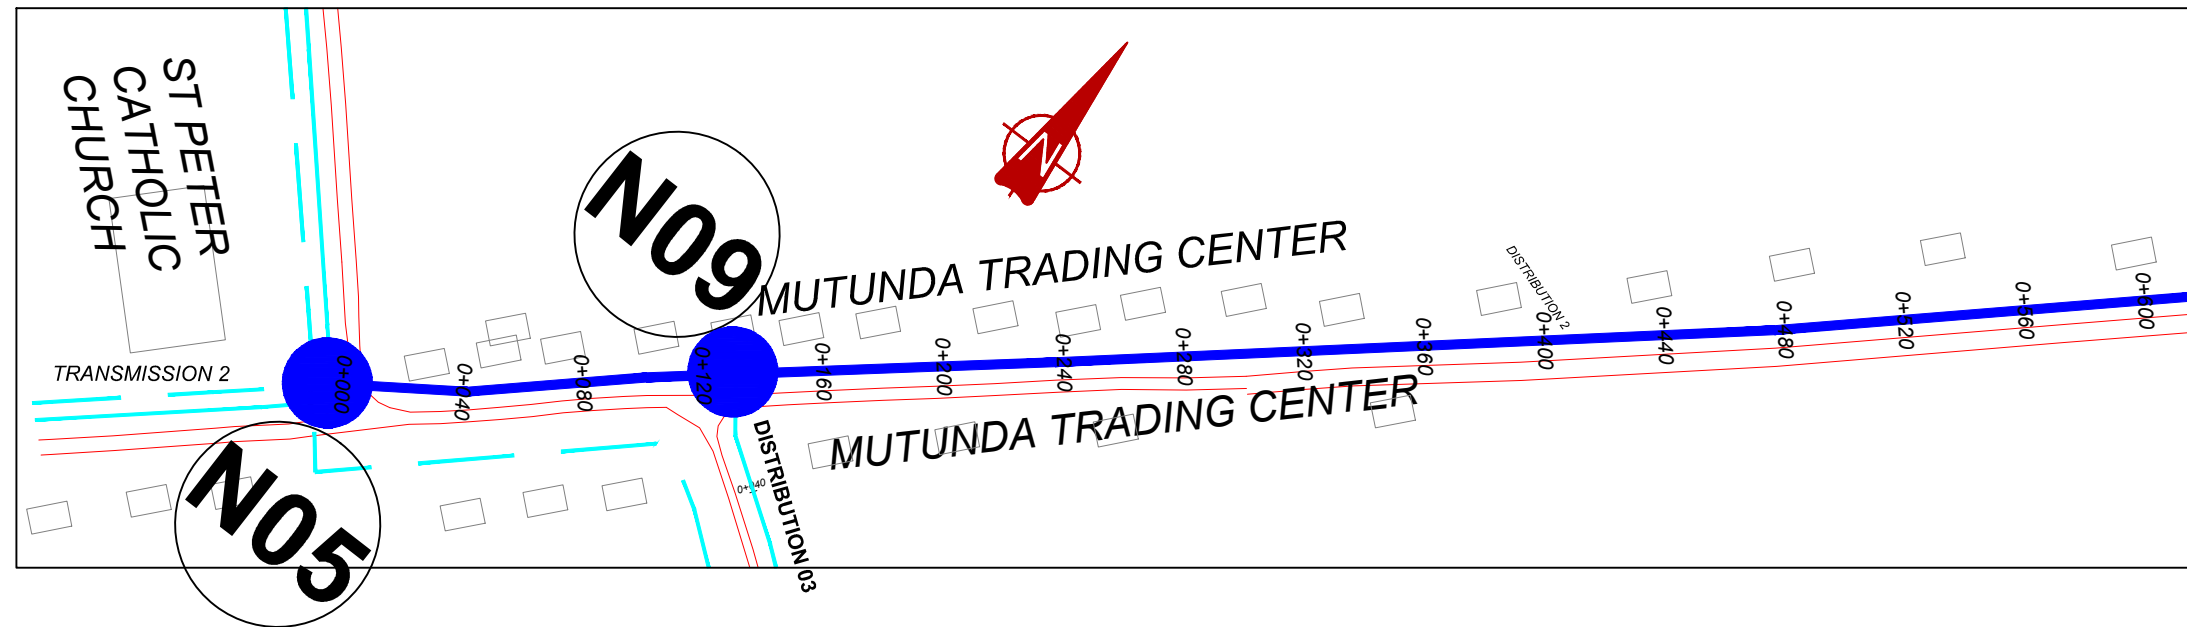 ST PETER
CATHOLIC
CHURCH
N
N09
MUTUNDA TRADING CENTER
DISTRIBUTION 2
TRANSMISSION 2
0+000
0+040
0+080
0+120
0+160
0+200
0+240
0+280
0+320
0+360
0+400
0+440
0+480
0+520
0+560
0+600
MUTUNDA TRADING CENTER
N05
DISTRIBUTION 03
0+040